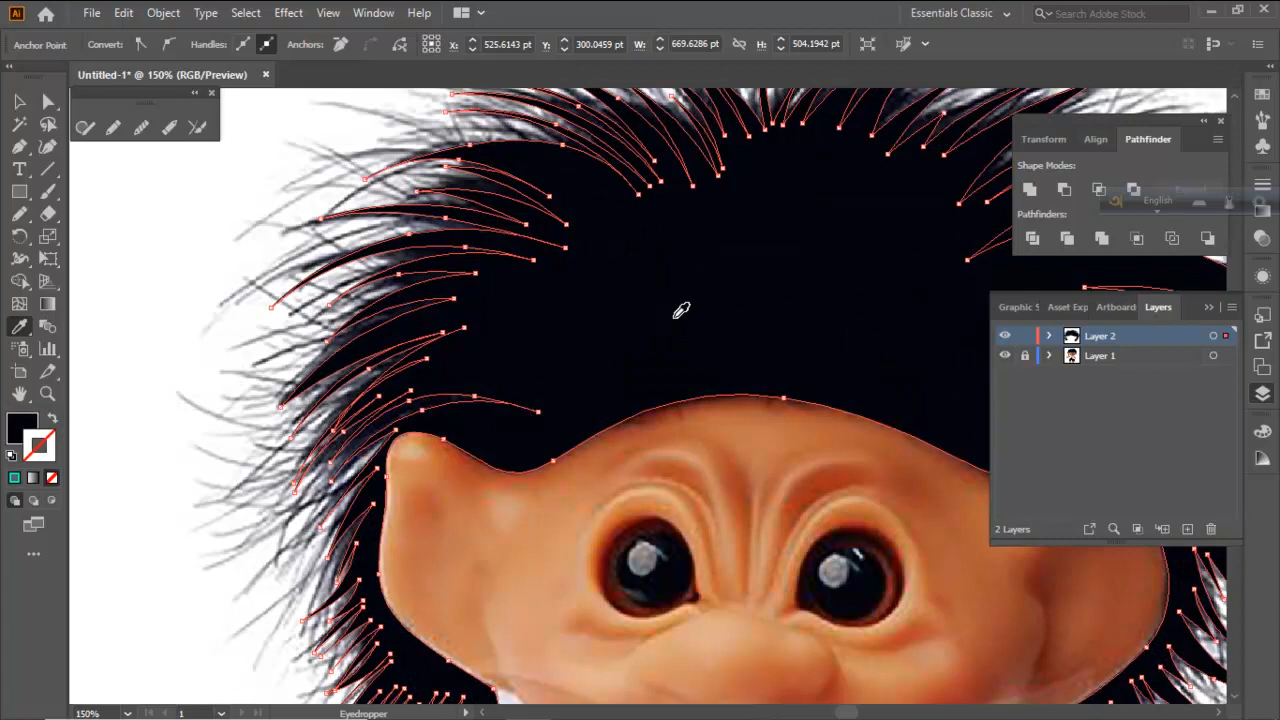 Ai File Edit Object Type Select Effect View Window Help Essentials Classic Search Adobe Stock
Anchor Point Convert: Handles: Anchors: X: 525.6143 pt Y: 300.0459 pt W: 669.6286 pt H: 504.1942 pt
Untitled-1* @ 150% (RGB/Preview)
Transform Align Pathfinder
Shape Modes:
Expand
English
Pathfinders:
Graphic S Asset Exp Artboard Layers
Layer 2
Layer 1
2 Layers
150% 1 Eyedropper